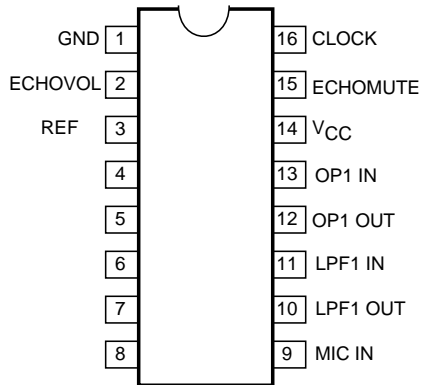 GND 1 16 CLOCK
ECHOVOL 2 15 ECHOMUTE
REF 3 14 VCC
4 13 OP1 IN
5 12 OP1 OUT
6 11 LPF1 IN
7 10 LPF1 OUT
8 9 MIC IN